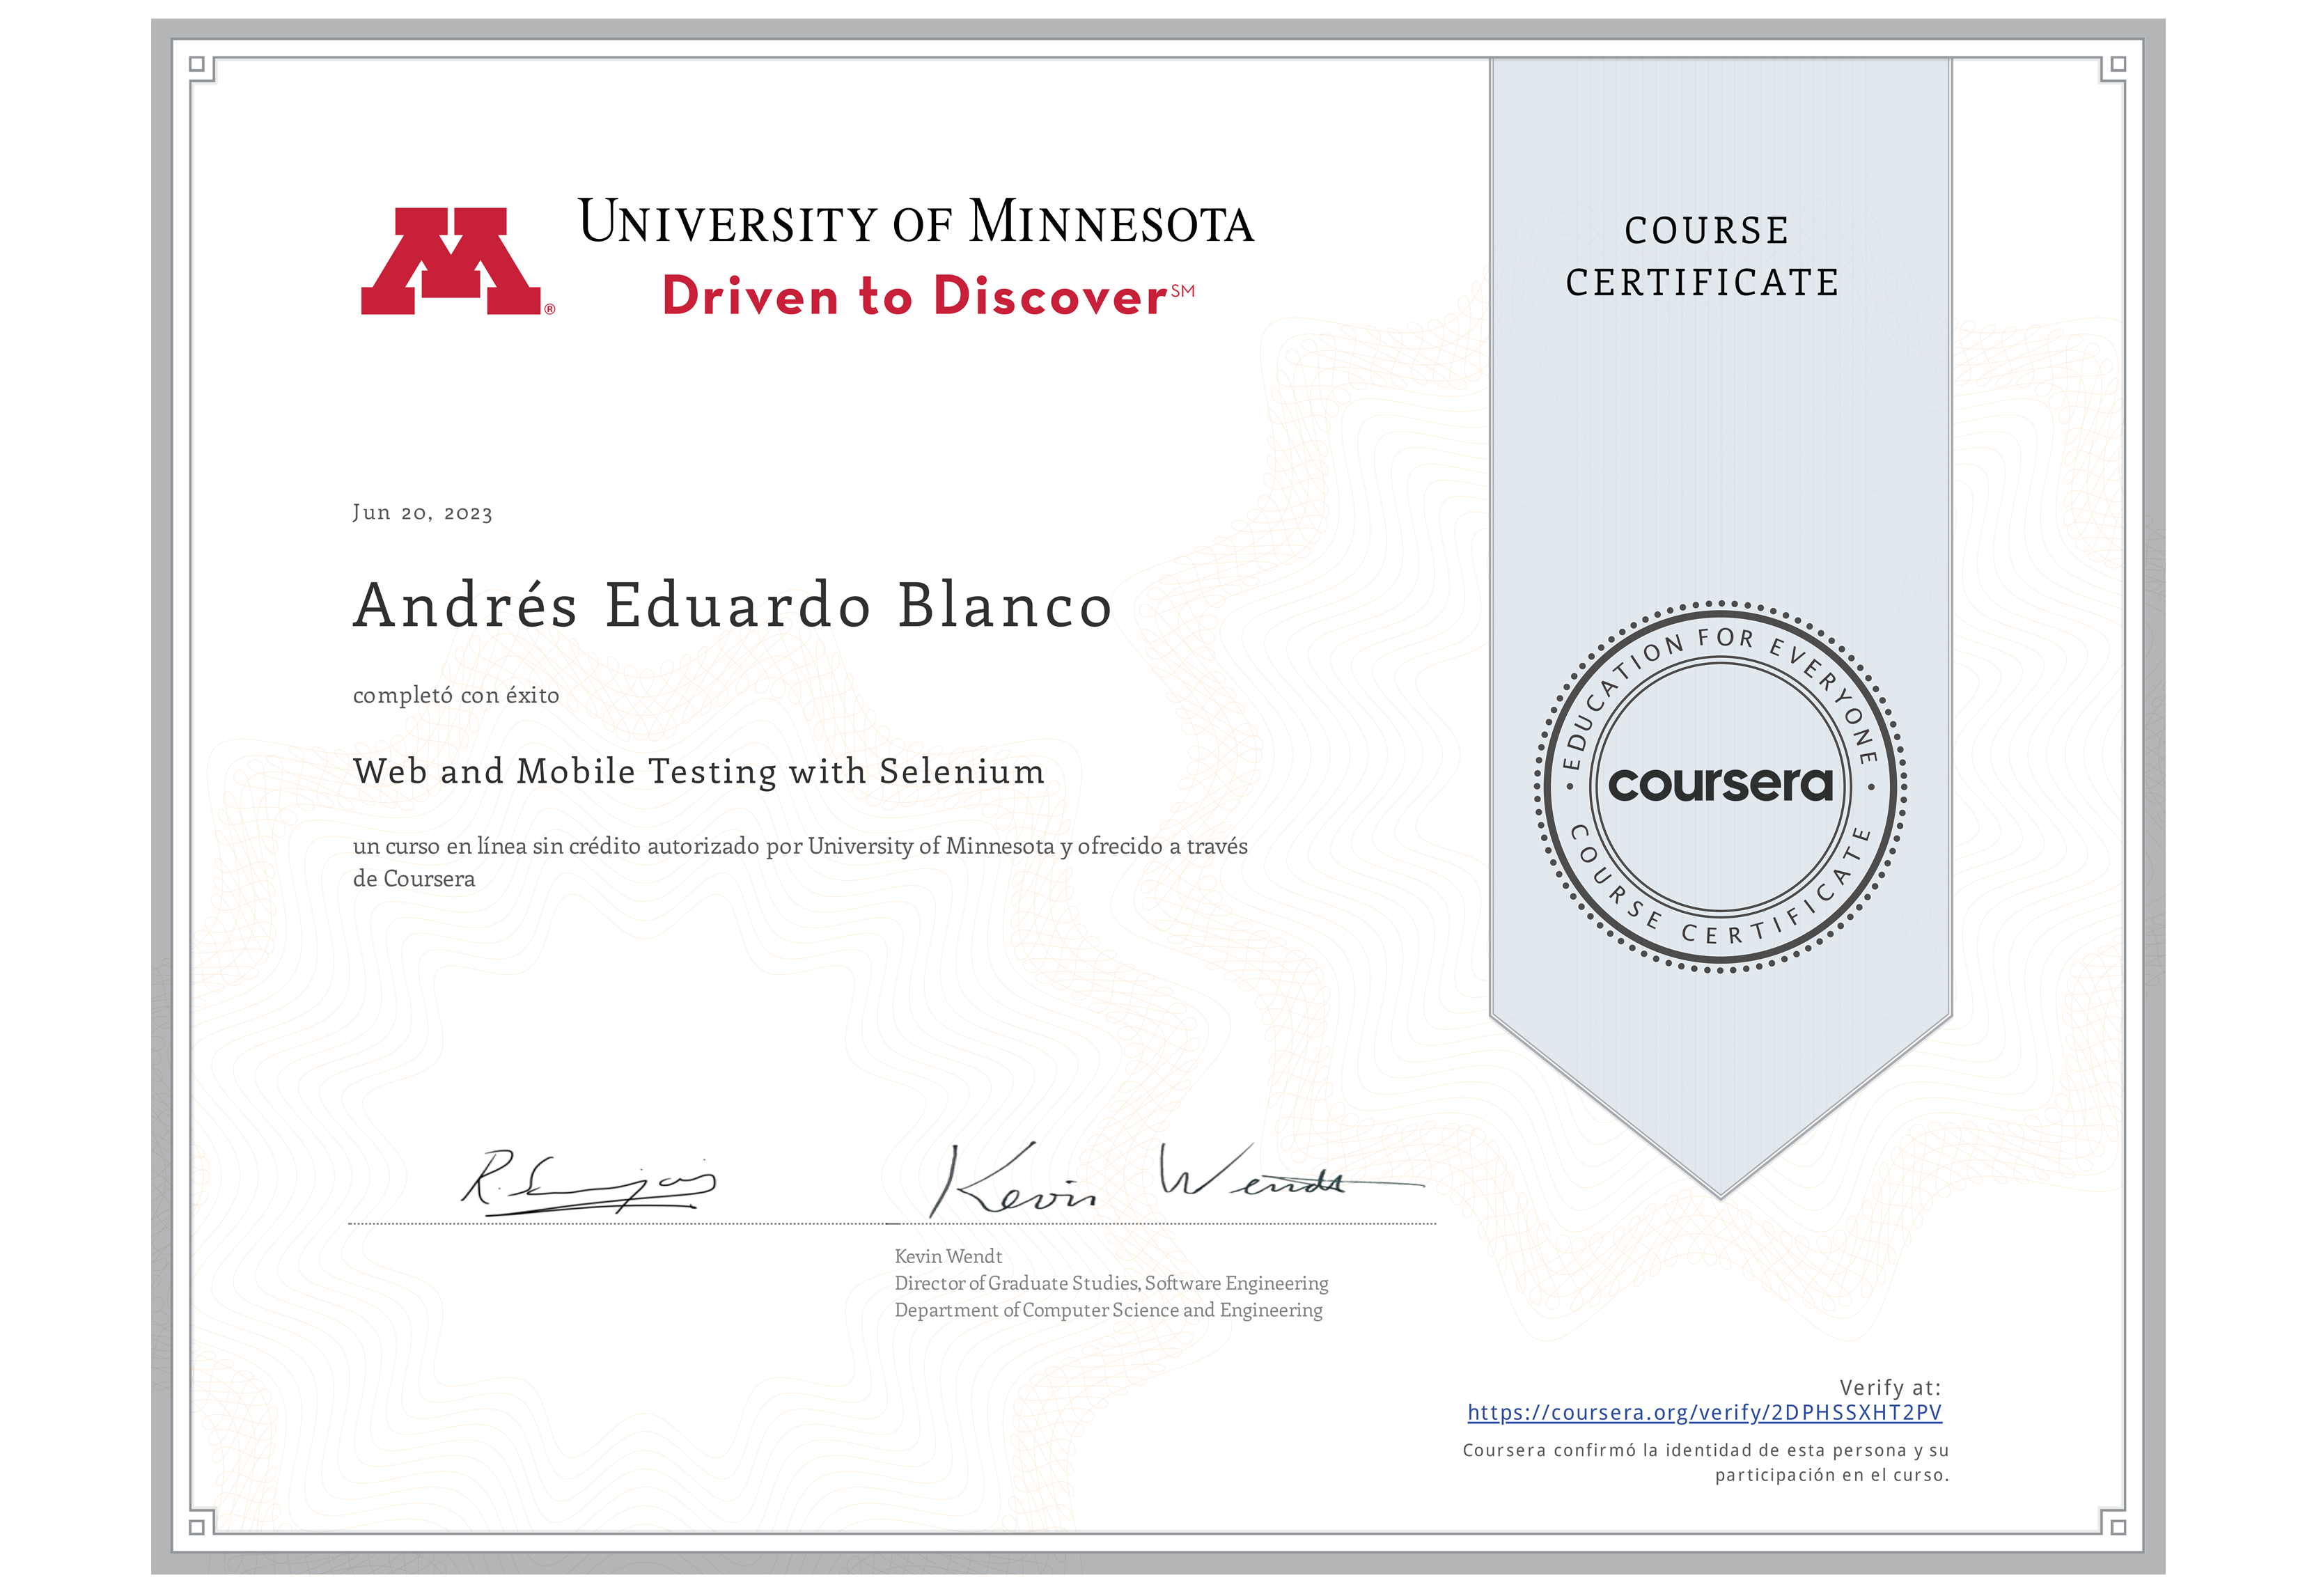 UNIVERSITY OF MINNESOTA
Driven to Discover℠
®
COURSE
CERTIFICATE
Jun 20, 2023
Andrés Eduardo Blanco
completó con éxito
Web and Mobile Testing with Selenium
un curso en línea sin crédito autorizado por University of Minnesota y ofrecido a través
de Coursera
EDUCATION FOR EVERYONE
coursera
COURSE CERTIFICATE
Kevin Wendt
Kevin Wendt
Director of Graduate Studies, Software Engineering
Department of Computer Science and Engineering
Verify at:
https://coursera.org/verify/2DPHSSXHT2PV
Coursera confirmó la identidad de esta persona y su
participación en el curso.